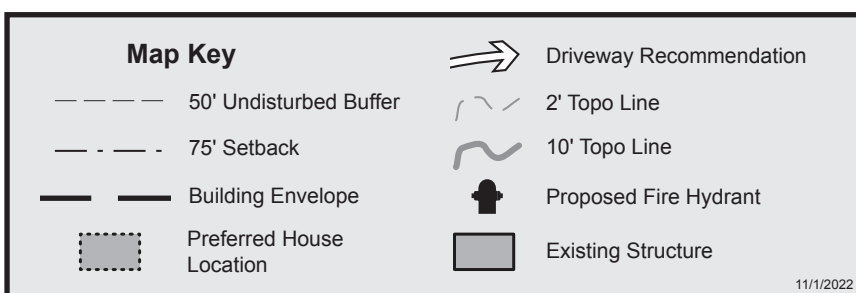 Map Key
50' Undisturbed Buffer
75' Setback
Building Envelope
Preferred House
Location
Driveway Recommendation
2' Topo Line
10' Topo Line
Proposed Fire Hydrant
Existing Structure
11/1/2022